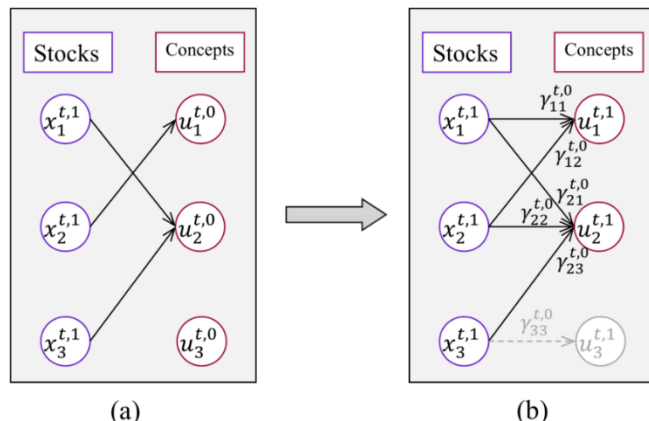 Stocks Concepts Stocks Concepts
x_1^{t,1} u_1^{t,0} x_1^{t,1} γ_{11}^{t,0} u_1^{t,1}
γ_{12}^{t,0}
γ_{21}^{t,0}
x_2^{t,1} u_2^{t,0} x_2^{t,1} γ_{22}^{t,0} u_2^{t,1}
γ_{23}^{t,0}
x_3^{t,1} u_3^{t,0} x_3^{t,1} γ_{33}^{t,0} u_3^{t,1}
(a) (b)